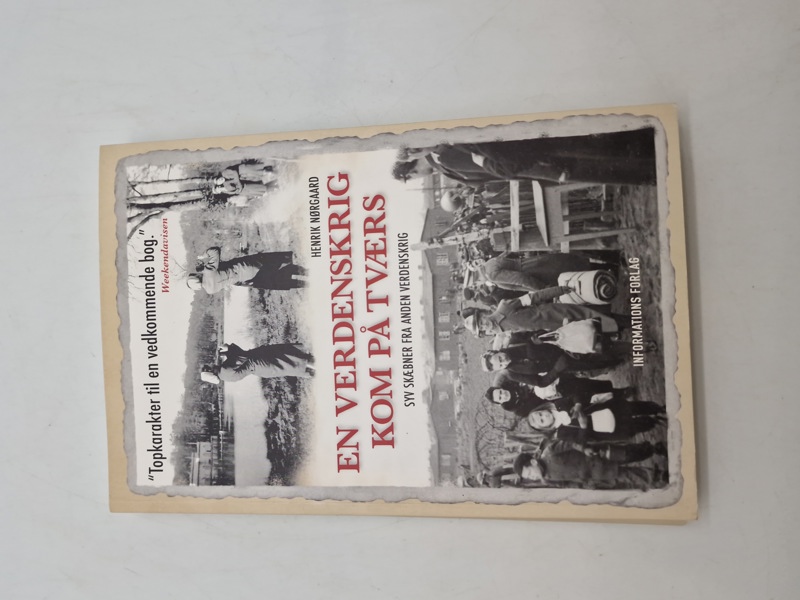 "Topkarakter til en vedkommende bog."
Weekendavisen
HENRIK NØRGAARD
EN VERDENSKRIG
KOM PÅ TVÆRS
SYV SKÆBNER FRA ANDEN VERDENSKRIG
INFORMATIONS FORLAG